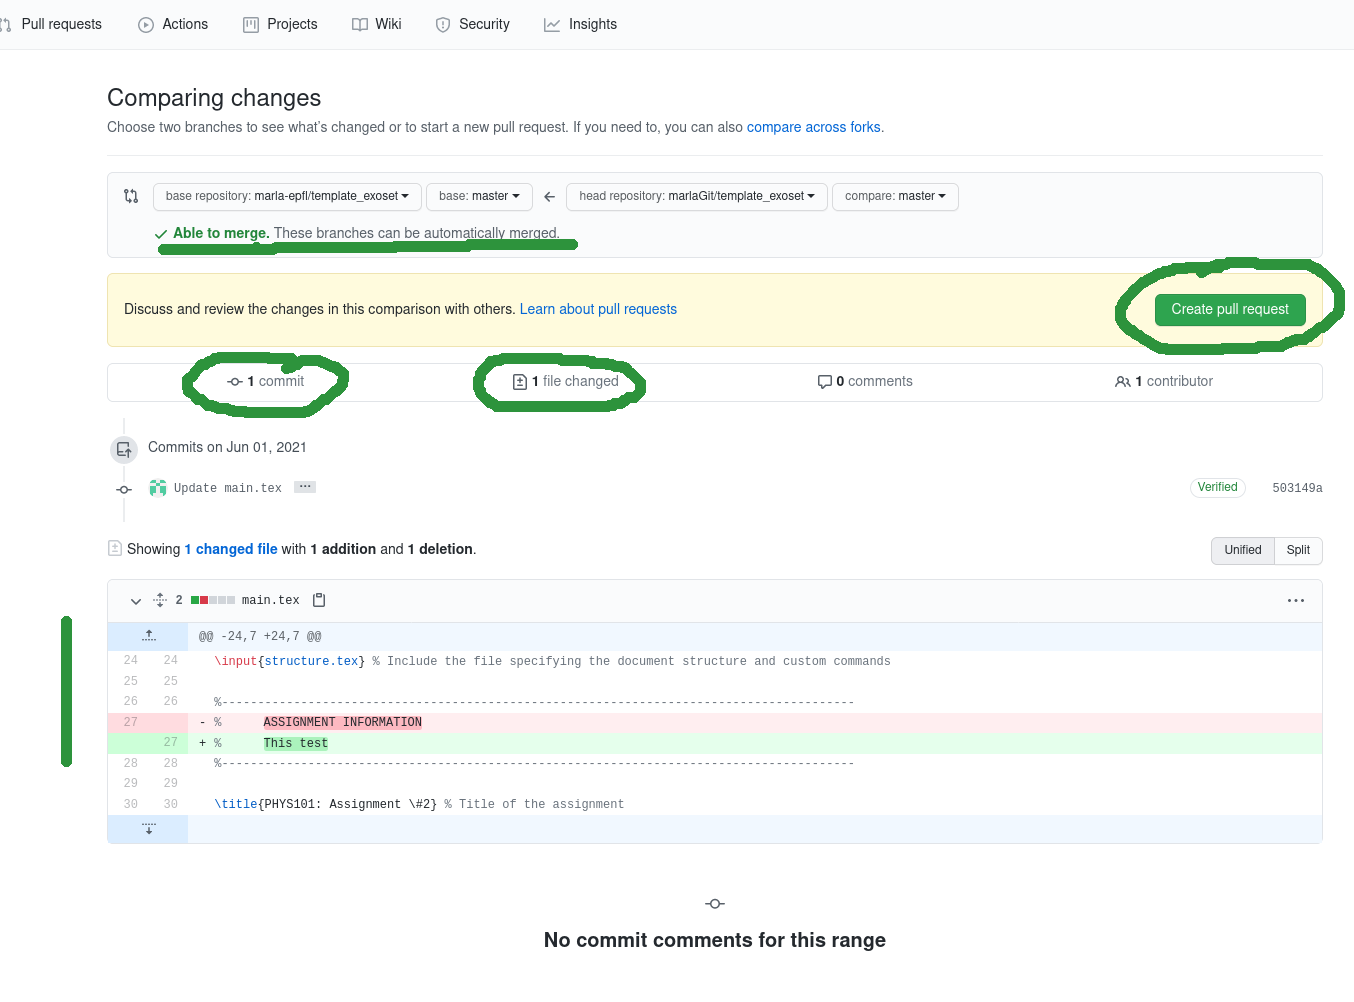 Pull requests Actions Projects Wiki Security Insights
Comparing changes
Choose two branches to see what's changed or to start a new pull request. If you need to, you can also compare across forks.
base repository: marla-epfl/template_exoset base: master head repository: marlaGit/template_exoset compare: master
Able to merge. These branches can be automatically merged.
Discuss and review the changes in this comparison with others. Learn about pull requests Create pull request
1 commit 1 file changed 0 comments 1 contributor
Commits on Jun 01, 2021
Update main.tex ··· Verified 503149a
Showing 1 changed file with 1 addition and 1 deletion. Unified Split
2 main.tex
@@ -24,7 +24,7 @@
24 24 \input{structure.tex} % Include the file specifying the document structure and custom commands
25 25
26 26 %----------------------------------------------------------------------------------------
27 - % ASSIGNMENT INFORMATION
27 + % This test
28 28 %----------------------------------------------------------------------------------------
29 29
30 30 \title{PHYS101: Assignment \#2} % Title of the assignment
No commit comments for this range